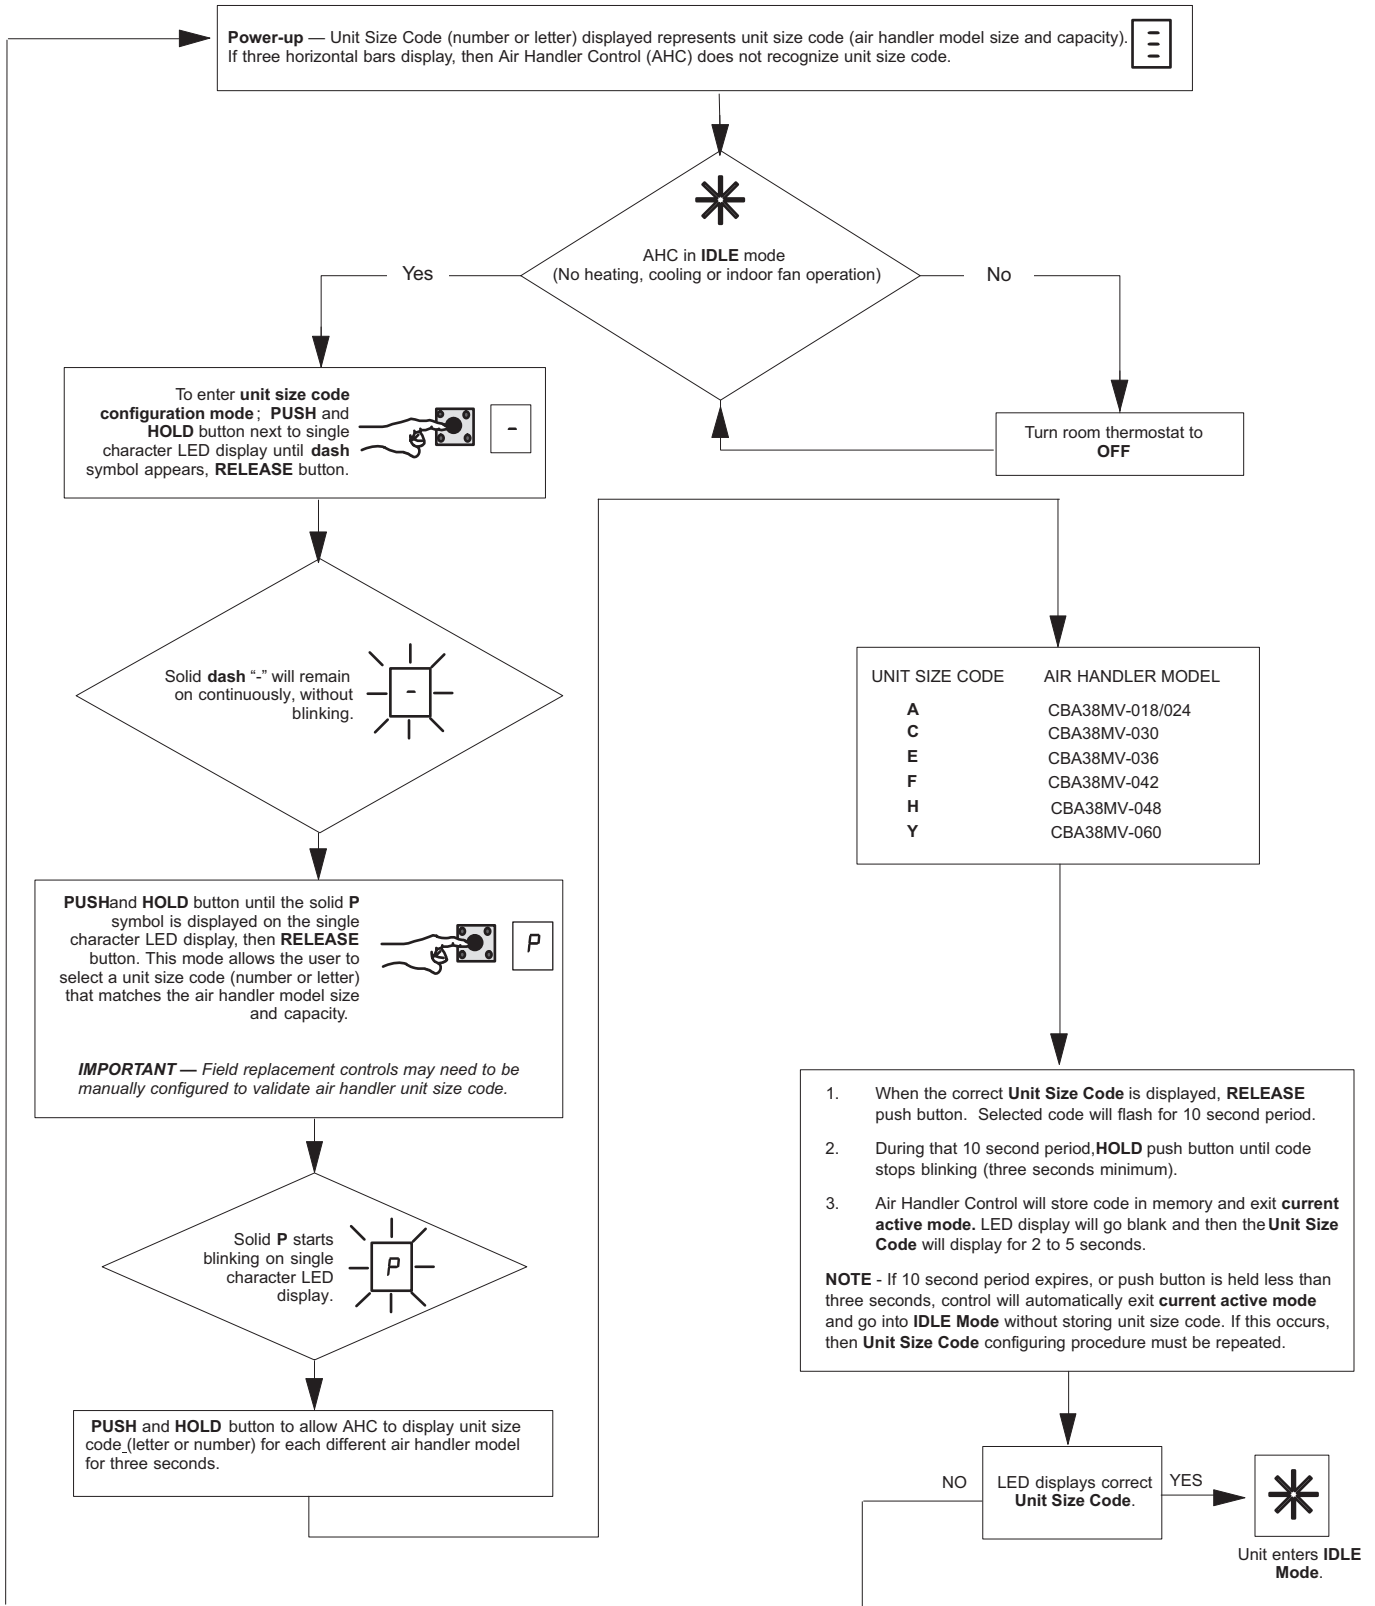 Power-up — Unit Size Code (number or letter) displayed represents unit size code (air handler model size and capacity).
If three horizontal bars display, then Air Handler Control (AHC) does not recognize unit size code.
AHC in IDLE mode
(No heating, cooling or indoor fan operation)
Yes
No
To enter unit size code
configuration mode; PUSH and
HOLD button next to single
character LED display until dash
symbol appears, RELEASE button.
-
Turn room thermostat to
OFF
Solid dash “-” will remain
on continuously, without
blinking.
-
UNIT SIZE CODE AIR HANDLER MODEL
A CBA38MV-018/024
C CBA38MV-030
E CBA38MV-036
F CBA38MV-042
H CBA38MV-048
Y CBA38MV-060
PUSHand HOLD button until the solid P
symbol is displayed on the single
character LED display, then RELEASE
button. This mode allows the user to
select a unit size code (number or letter)
that matches the air handler model size
and capacity.
P
IMPORTANT — Field replacement controls may need to be
manually configured to validate air handler unit size code.
Solid P starts
blinking on single
character LED
display.
P
PUSH and HOLD button to allow AHC to display unit size
code (letter or number) for each different air handler model
for three seconds.
1. When the correct Unit Size Code is displayed, RELEASE
push button. Selected code will flash for 10 second period.
2. During that 10 second period,HOLD push button until code
stops blinking (three seconds minimum).
3. Air Handler Control will store code in memory and exit current
active mode. LED display will go blank and then the Unit Size
Code will display for 2 to 5 seconds.
NOTE - If 10 second period expires, or push button is held less than
three seconds, control will automatically exit current active mode
and go into IDLE Mode without storing unit size code. If this occurs,
then Unit Size Code configuring procedure must be repeated.
NO
LED displays correct
Unit Size Code.
YES
Unit enters IDLE
Mode.